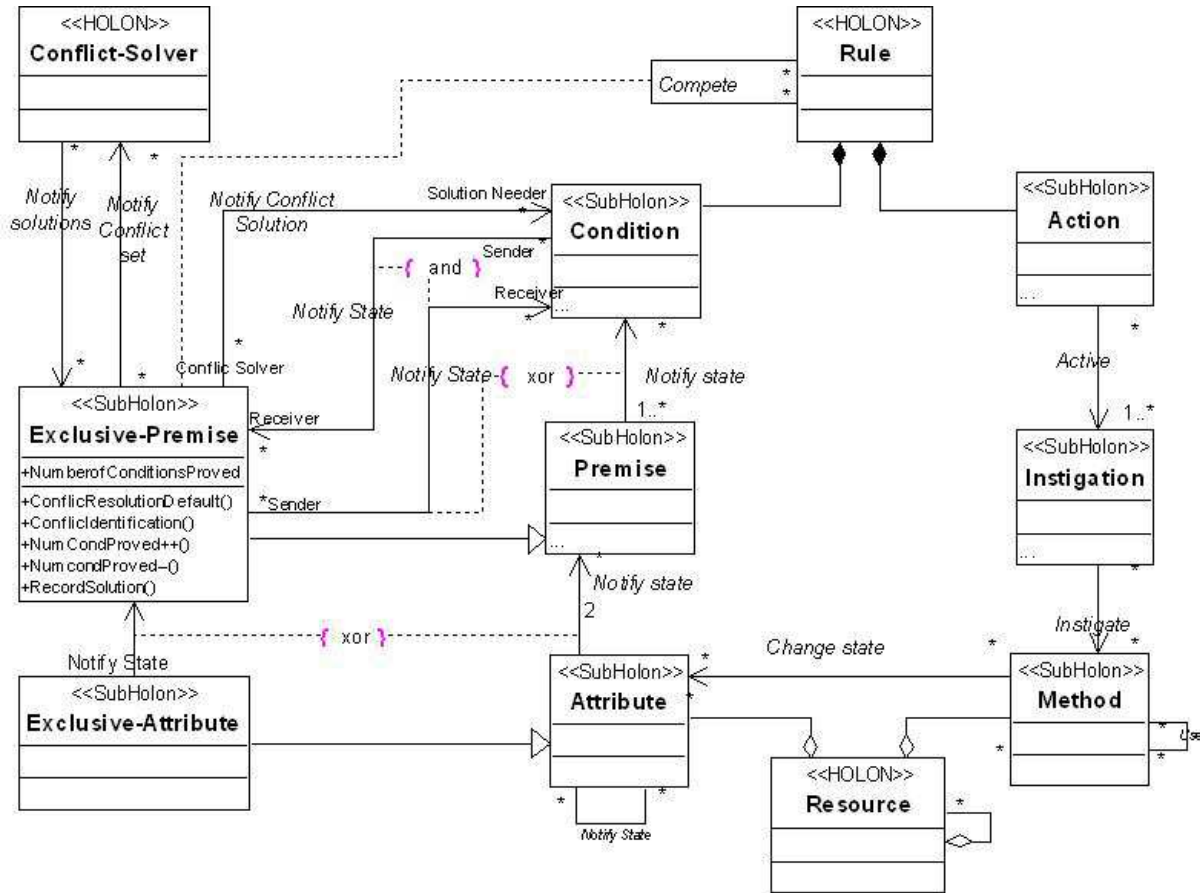 <<HOLON>>
Conflict-Solver
<<HOLON>>
Rule
*
*
Compete
*
*
Notify
solutions
Notify
Conflict
set
Notify Conflict
Solution
Solution Needer
*
<<SubHolon>>
Condition
...
<<SubHolon>>
Action
...
*
Sender
{ and }
Receiver
*
Notify State
*
*
Active
*
Conflic Solver
*
*
Notify State
{ xor }
Notify state
1..*
1..*
<<SubHolon>>
Exclusive-Premise
+NumberofConditionsProved
+ConflicResolutionDefault()
+ConflicIdentification()
+NumCondProved++()
+NumcondProved--()
+RecordSolution()
Receiver
*
*Sender
<<SubHolon>>
Premise
...
<<SubHolon>>
Instigation
...
*
Notify state
2
*
Instigate
*
{ xor }
Notify State
<<SubHolon>>
Exclusive-Attribute
<<SubHolon>>
Attribute
*
*
Change state
*
<<SubHolon>>
Method
*
*
Use
*
*
*
Notify State
<<HOLON>>
Resource
*